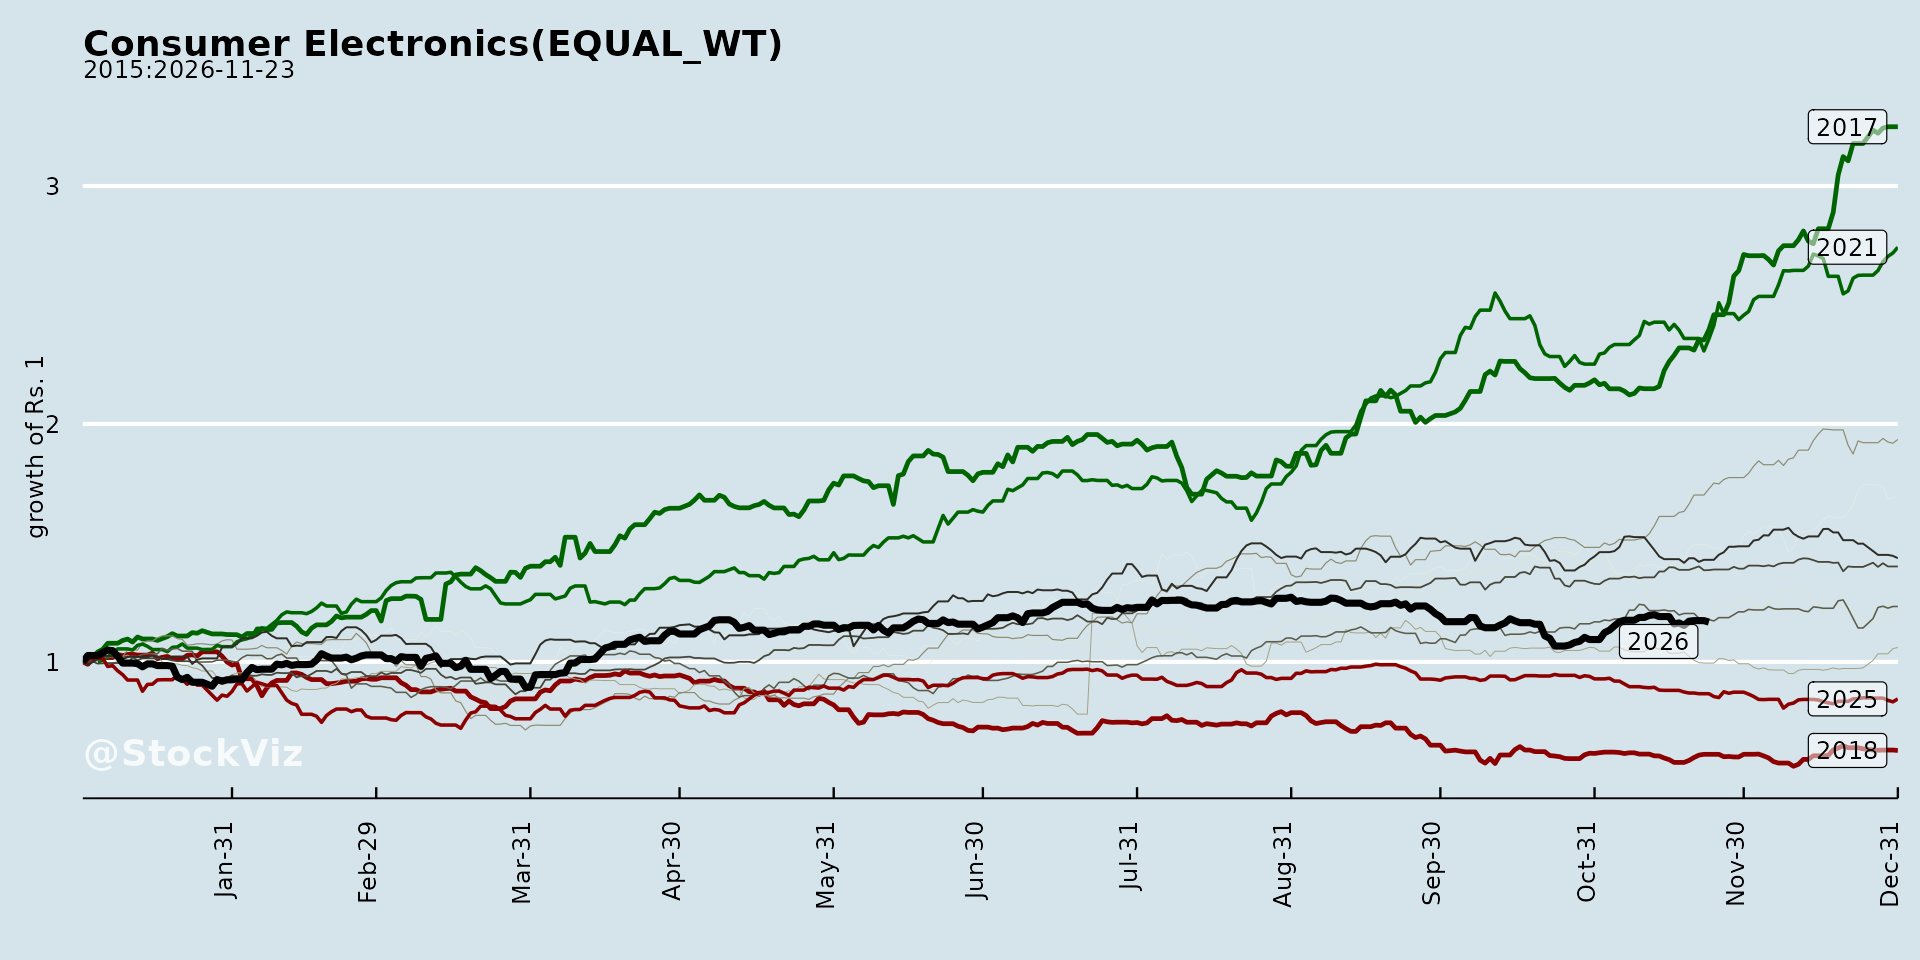 Consumer Electronics(EQUAL_WT)
2015:2026-11-23
growth of Rs. 1
3
2
1
2017
2021
2026
2025
2018
@StockViz
Jan-31
Feb-29
Mar-31
Apr-30
May-31
Jun-30
Jul-31
Aug-31
Sep-30
Oct-31
Nov-30
Dec-31